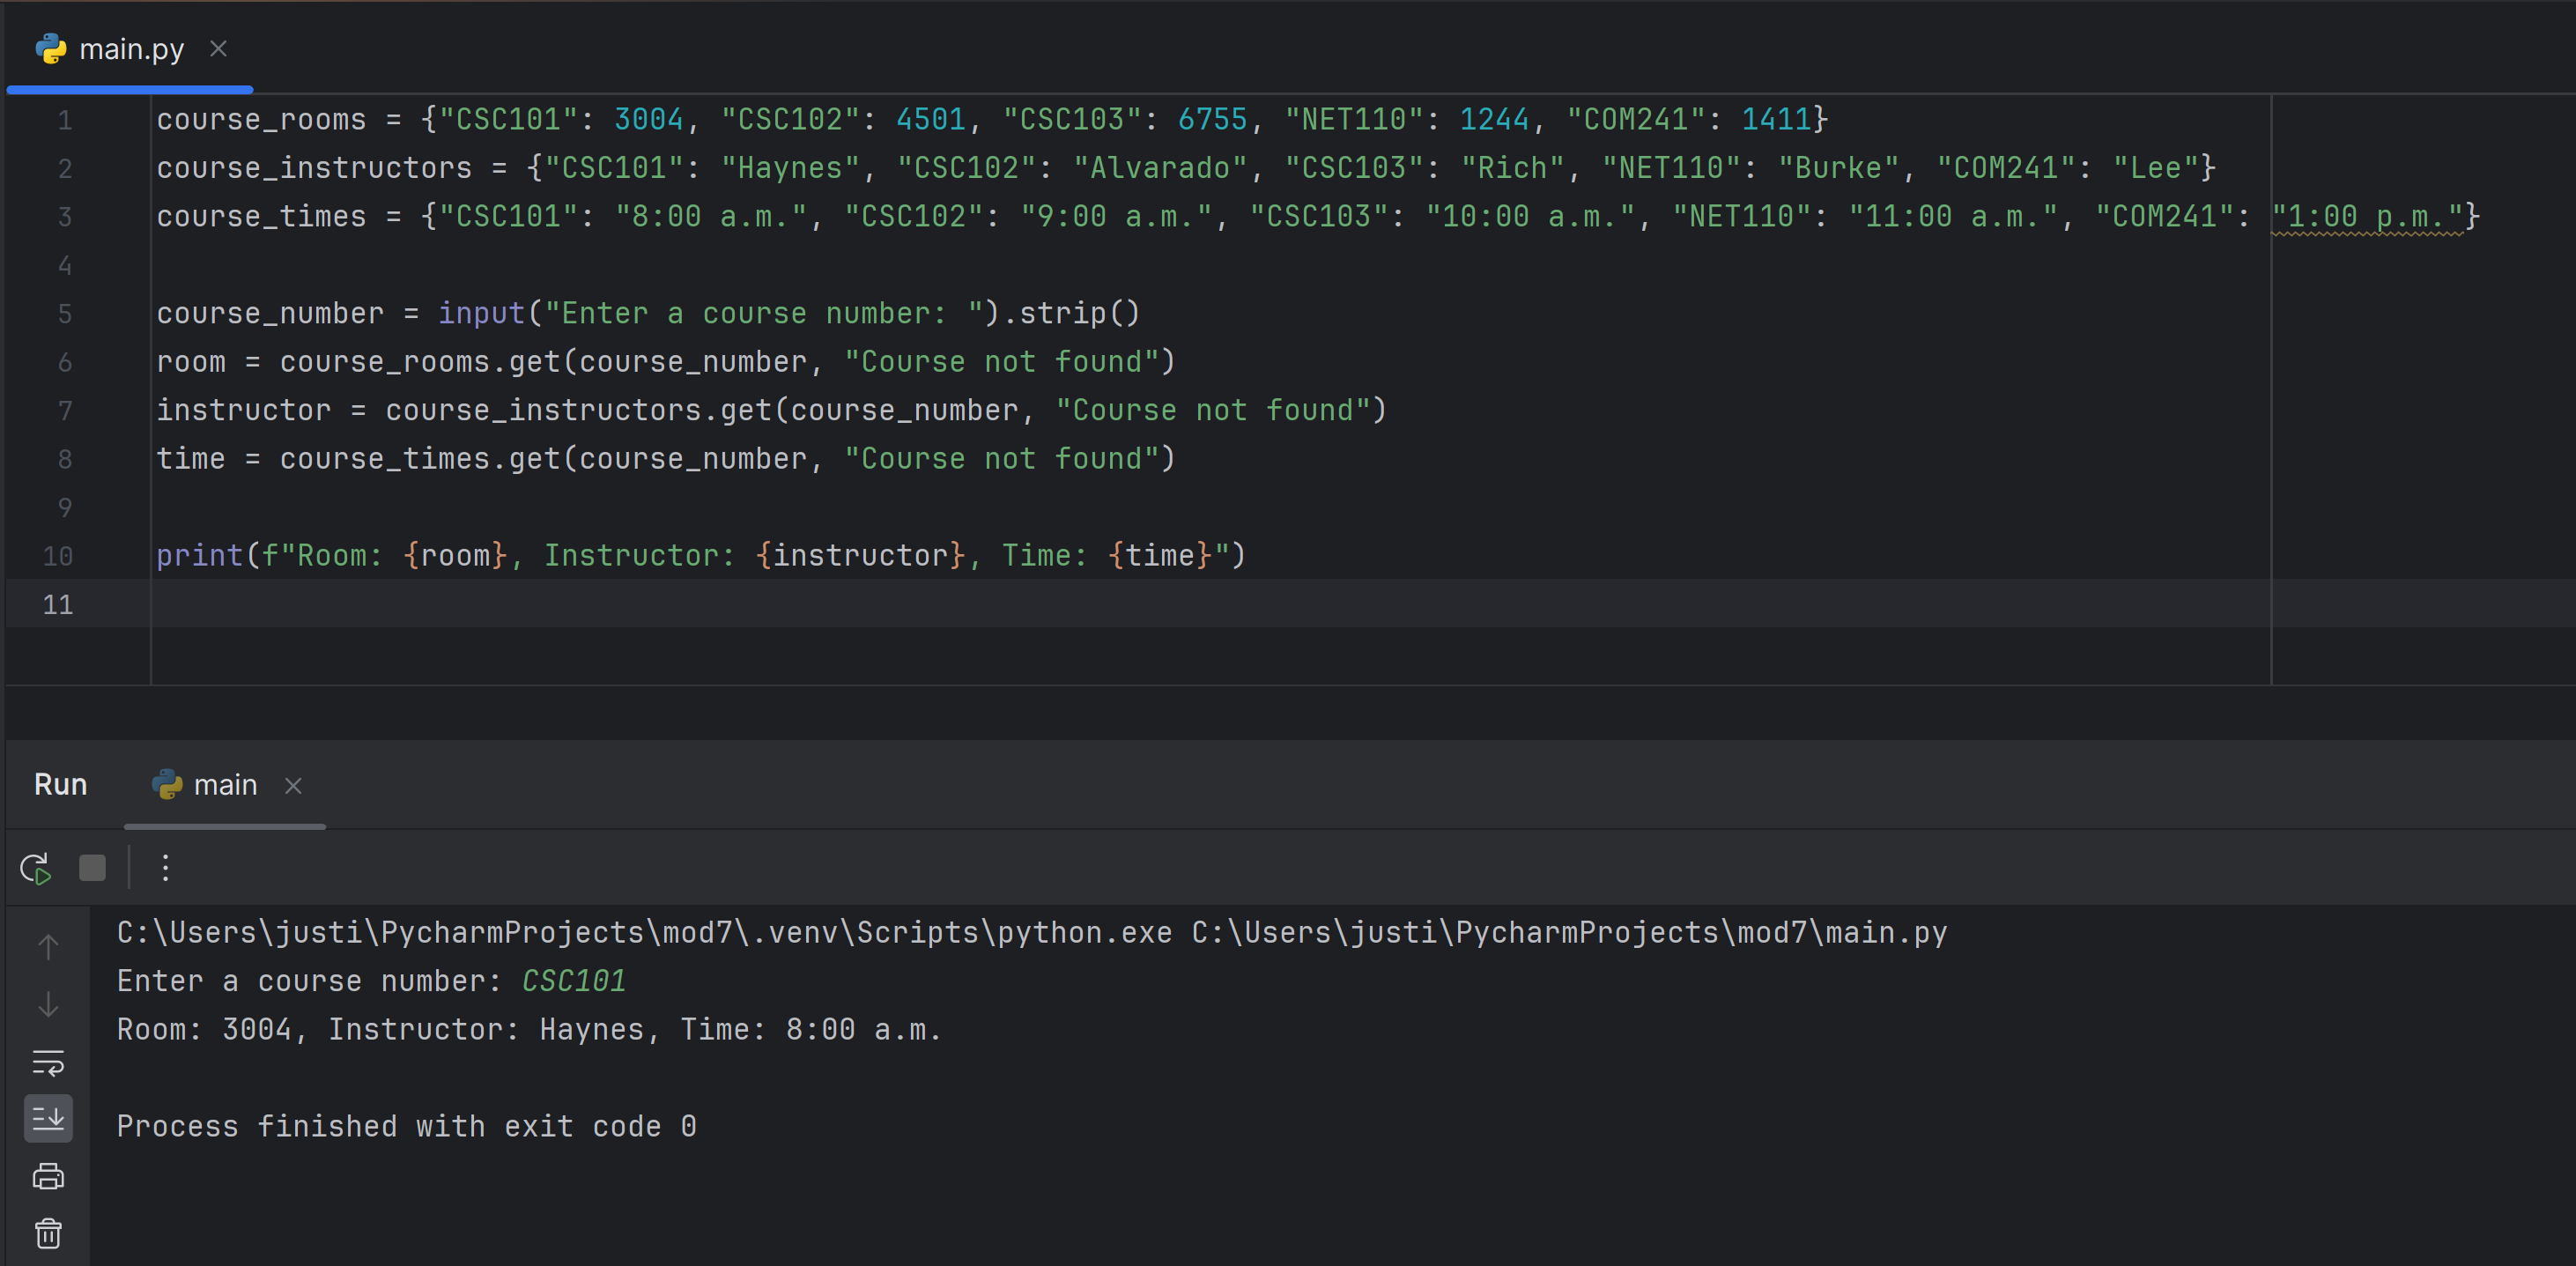 main.py
1 course_rooms = {"CSC101": 3004, "CSC102": 4501, "CSC103": 6755, "NET110": 1244, "COM241": 1411}
2 course_instructors = {"CSC101": "Haynes", "CSC102": "Alvarado", "CSC103": "Rich", "NET110": "Burke", "COM241": "Lee"}
3 course_times = {"CSC101": "8:00 a.m.", "CSC102": "9:00 a.m.", "CSC103": "10:00 a.m.", "NET110": "11:00 a.m.", "COM241": "1:00 p.m."}
4
5 course_number = input("Enter a course number: ").strip()
6 room = course_rooms.get(course_number, "Course not found")
7 instructor = course_instructors.get(course_number, "Course not found")
8 time = course_times.get(course_number, "Course not found")
9
10 print(f"Room: {room}, Instructor: {instructor}, Time: {time}")
11
Run main
C:\Users\justi\PycharmProjects\mod7\.venv\Scripts\python.exe C:\Users\justi\PycharmProjects\mod7\main.py
Enter a course number: CSC101
Room: 3004, Instructor: Haynes, Time: 8:00 a.m.
Process finished with exit code 0